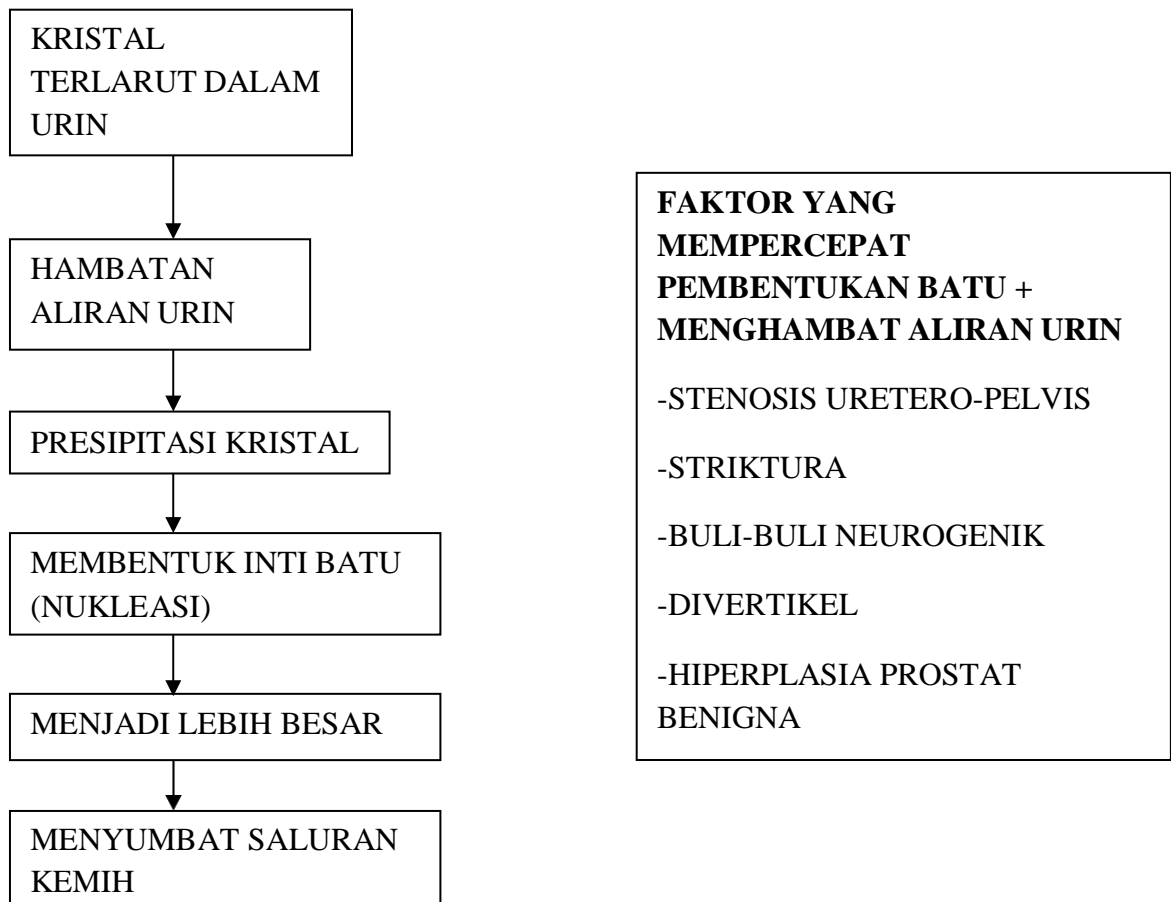 KRISTAL
TERLARUT DALAM
URIN
HAMBATAN
ALIRAN URIN
PRESIPITASI KRISTAL
MEMBENTUK INTI BATU
(NUKLEASI)
MENJADI LEBIH BESAR
MENYUMBAT SALURAN
KEMIH
FAKTOR YANG
MEMPERCEPAT
PEMBENTUKAN BATU +
MENGHAMBAT ALIRAN URIN
-STENOSIS URETERO-PELVIS
-STRIKTURA
-BULI-BULI NEUROGENIK
-DIVERTIKEL
-HIPERPLASIA PROSTAT
BENIGNA